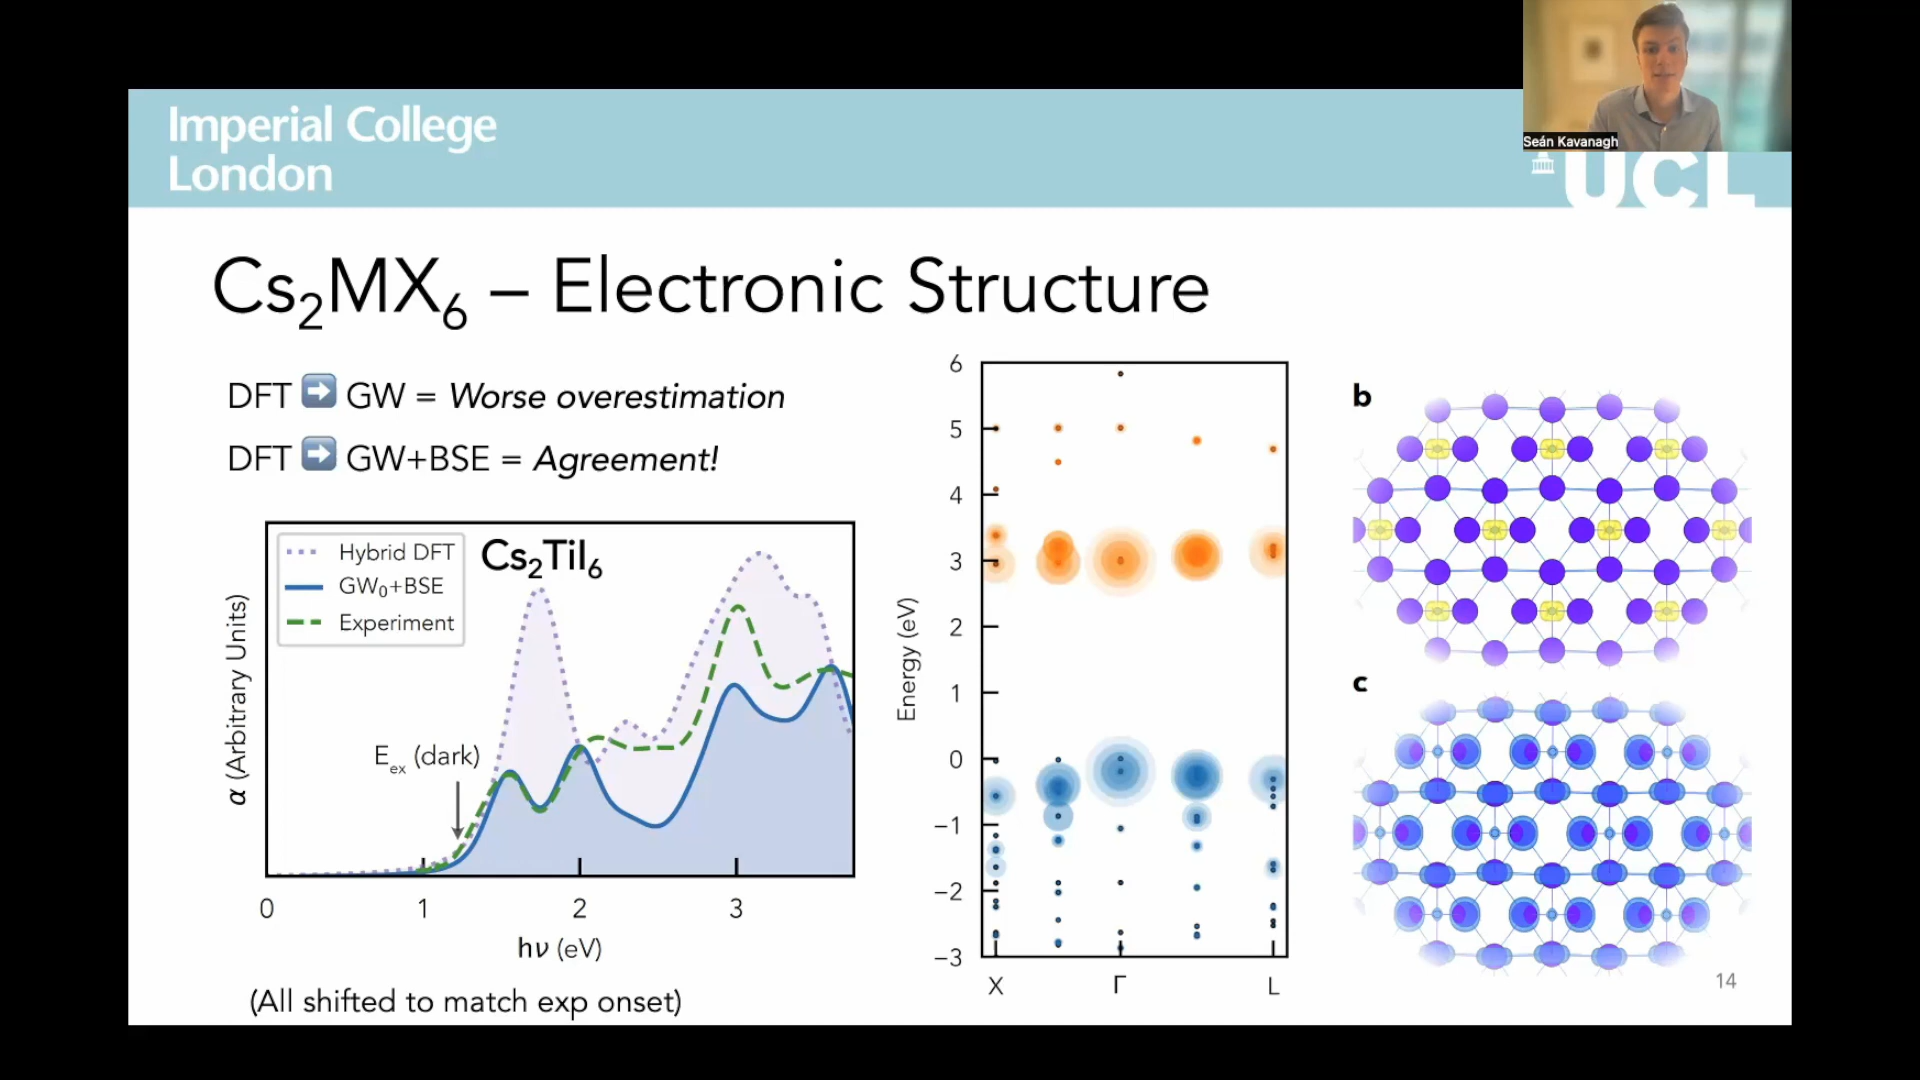 Imperial College
London
Seán Kavanagh
UCL
Cs₂MX₆ – Electronic Structure
DFT ➡ GW = Worse overestimation
DFT ➡ GW+BSE = Agreement!
Hybrid DFT
GW₀+BSE
Experiment
Cs₂TiI₆
α (Arbitrary Units)
E_ex (dark)
0 1 2 3
hν (eV)
(All shifted to match exp onset)
Energy (eV)
6
5
4
3
2
1
0
−1
−2
−3
X Γ L
b
c
14